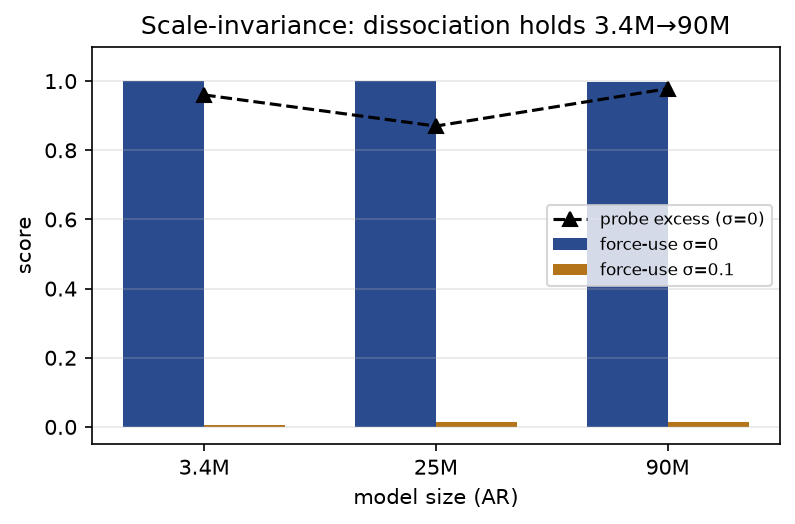 Scale-invariance: dissociation holds 3.4M→90M
score
1.0
0.8
0.6
0.4
0.2
0.0
probe excess (σ=0)
force-use σ=0
force-use σ=0.1
3.4M
25M
90M
model size (AR)